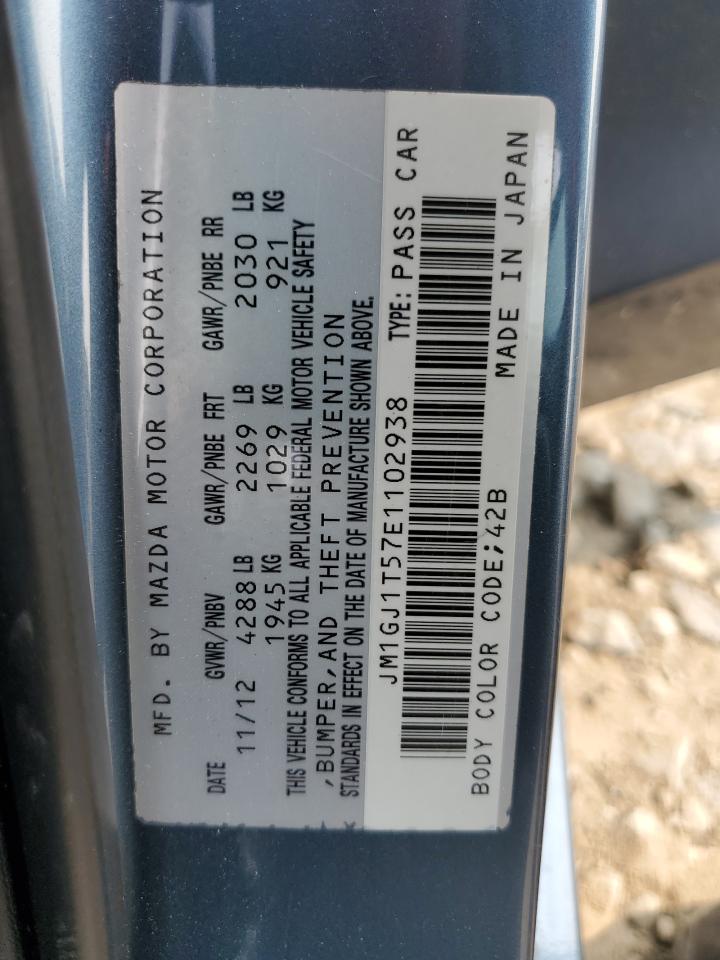 MFD. BY MAZDA MOTOR CORPORATION
DATE GVWR/PNBV GAWR/PNBE FRT GAWR/PNBE RR
11/12 4288 LB 2269 LB 2030 LB
1945 KG 1029 KG 921 KG
THIS VEHICLE CONFORMS TO ALL APPLICABLE FEDERAL MOTOR VEHICLE SAFETY
,BUMPER,AND THEFT PREVENTION
STANDARDS IN EFFECT ON THE DATE OF MANUFACTURE SHOWN ABOVE.
JM1GJ1T57E1102938 TYPE: PASS CAR
BODY COLOR CODE;42B MADE IN JAPAN